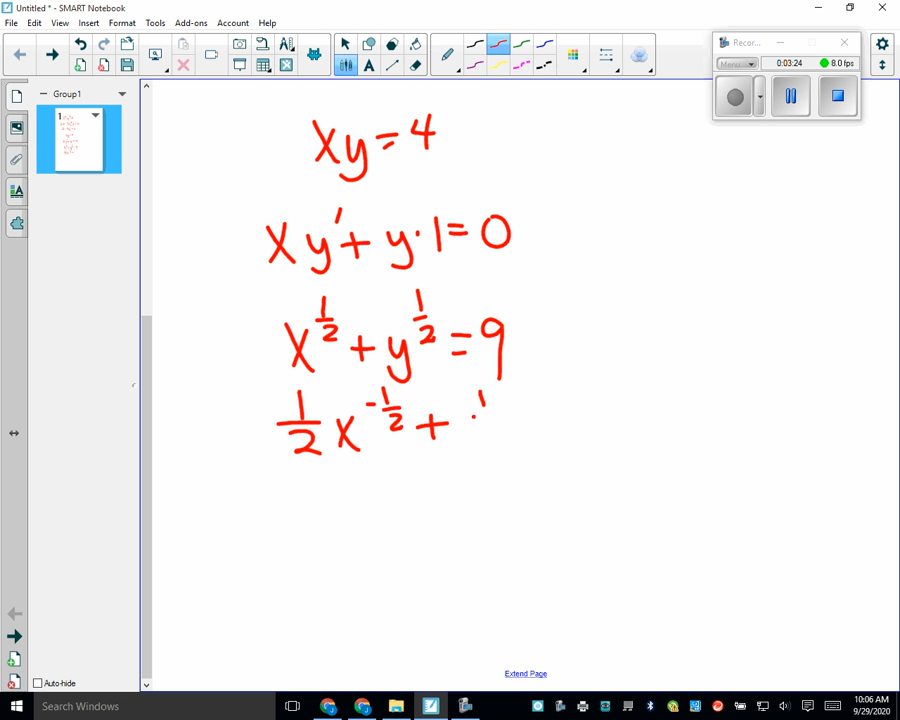 Untitled * - SMART Notebook
File Edit View Insert Format Tools Add-ons Account Help
Recor...
Menu
0:03:24
8.0 fps
Group1
1
xy = 4
xy' + y · 1 = 0
x^{1/2} + y^{1/2} = 9
1/2 x^{-1/2} +
Extend Page
Auto-hide
Search Windows
10:06 AM
9/29/2020